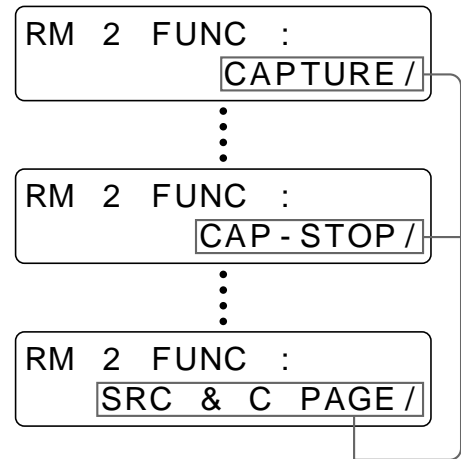 RM 2 FUNC :
CAPTURE/
RM 2 FUNC :
CAP-STOP/
RM 2 FUNC :
SRC & C PAGE/